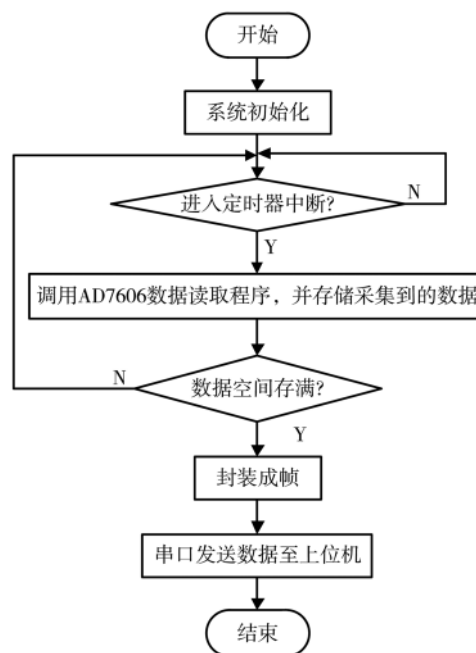 开始
系统初始化
进入定时器中断?
N
Y
调用AD7606数据读取程序，并存储采集到的数据
N
数据空间存满?
Y
封装成帧
串口发送数据至上位机
结束